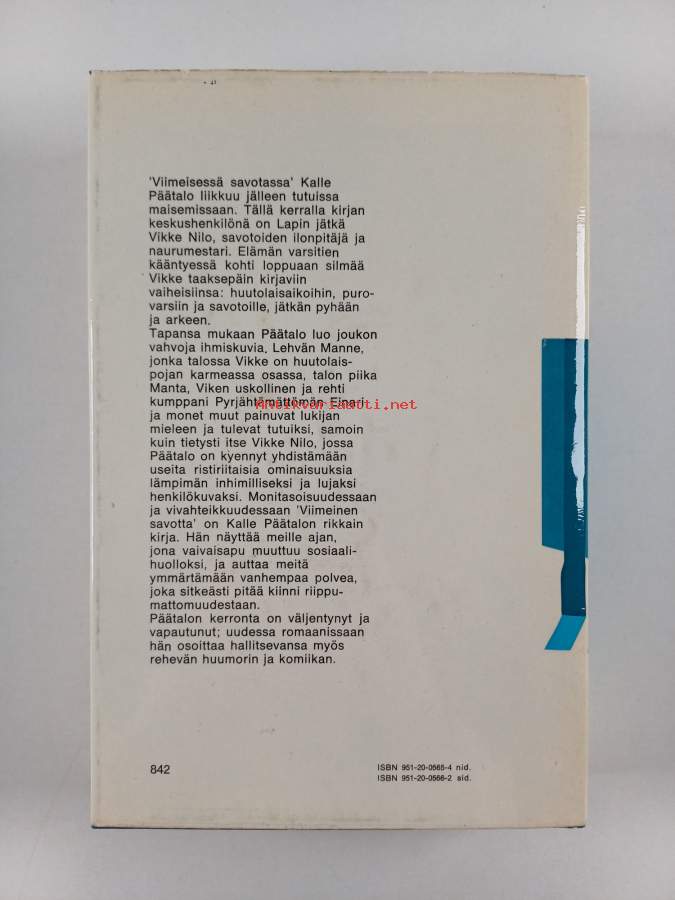 'Viimeisessä savotassa' Kalle
Päätalo liikkuu jälleen tutuissa
maisemissaan. Tällä kerralla kirjan
keskushenkilönä on Lapin jätkä
Vikke Nilo, savotoiden ilonpitäjä ja
naurumestari. Elämän varsitien
kääntyessä kohti loppuaan silmää
Vikke taaksepäin kirjaviin
vaiheisiinsa: huutolaisaikoihin, puro-
varsiin ja savotoille, jätkän pyhään
ja arkeen.
Tapansa mukaan Päätalo luo joukon
vahvoja ihmiskuvia. Lehvän Manne,
jonka talossa Vikke on huutolais-
pojan karmeassa osassa, talon piika
Manta, Viken uskollinen ja rehti
kumppani Pyrjähtämättömän Einari
Antikvariaatti.net
ja monet muut painuvat lukijan
mieleen ja tulevat tutuiksi, samoin
kuin tietysti itse Vikke Nilo, jossa
Päätalo on kyennyt yhdistämään
useita ristiriitaisia ominaisuuksia
lämpimän inhimilliseksi ja lujaksi
henkilökuvaksi. Monitasoisuudessaan
ja vivahteikkuudessaan 'Viimeinen
savotta' on Kalle Päätalon rikkain
kirja. Hän näyttää meille ajan,
jona vaivaisapu muuttuu sosiaali-
huolloksi, ja auttaa meitä
ymmärtämään vanhempaa polvea,
joka sitkeästi pitää kiinni riippu-
mattomuudestaan.
Päätalon kerronta on väljentynyt ja
vapautunut; uudessa romaanissaan
hän osoittaa hallitsevansa myös
rehevän huumorin ja komiikan.
842
ISBN 951-20-0565-4 nid.
ISBN 951-20-0566-2 sid.